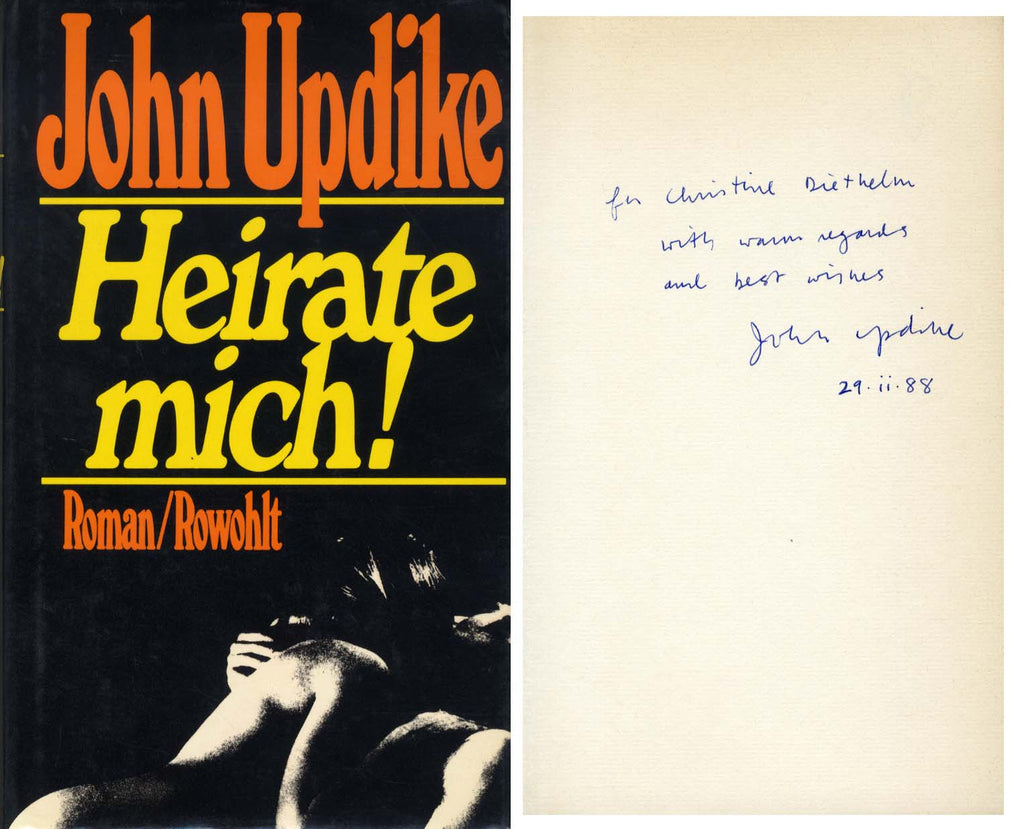 John Updike
Heirate
mich!
Roman/Rowohlt
for Christine Diethelm
with warm regards
and best wishes
John Updike
29·ii·88